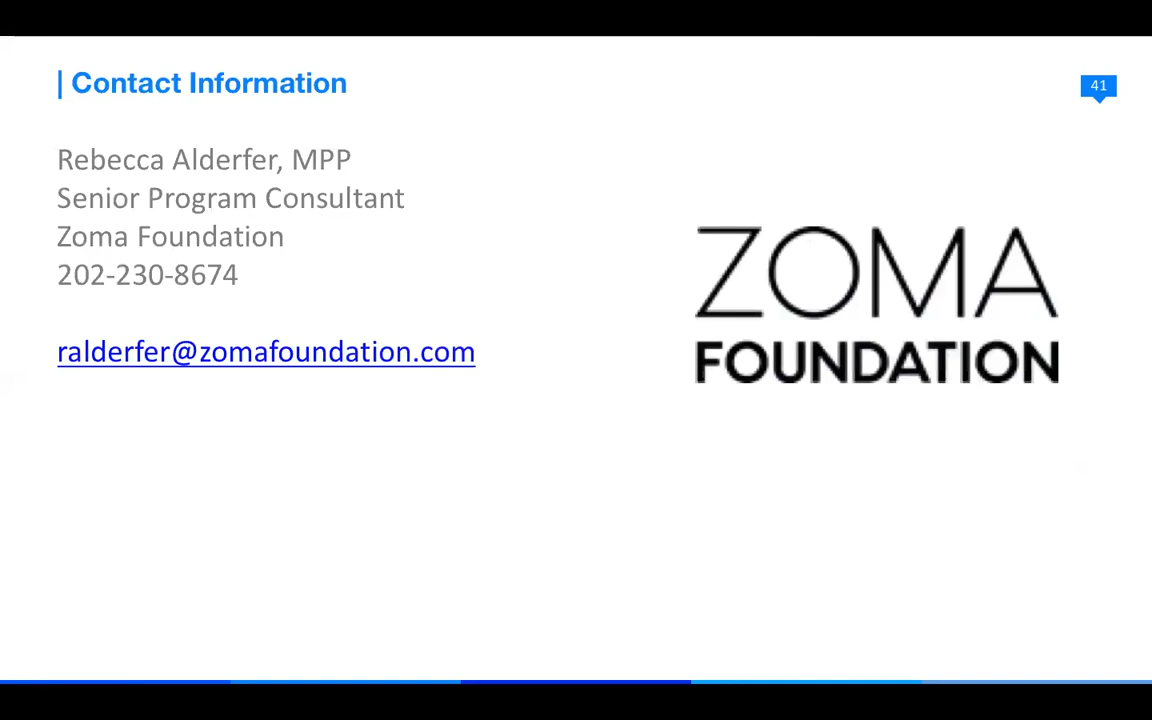 | Contact Information
41
Rebecca Alderfer, MPP
Senior Program Consultant
Zoma Foundation
202-230-8674
ralderfer@zomafoundation.com
ZOMA
FOUNDATION